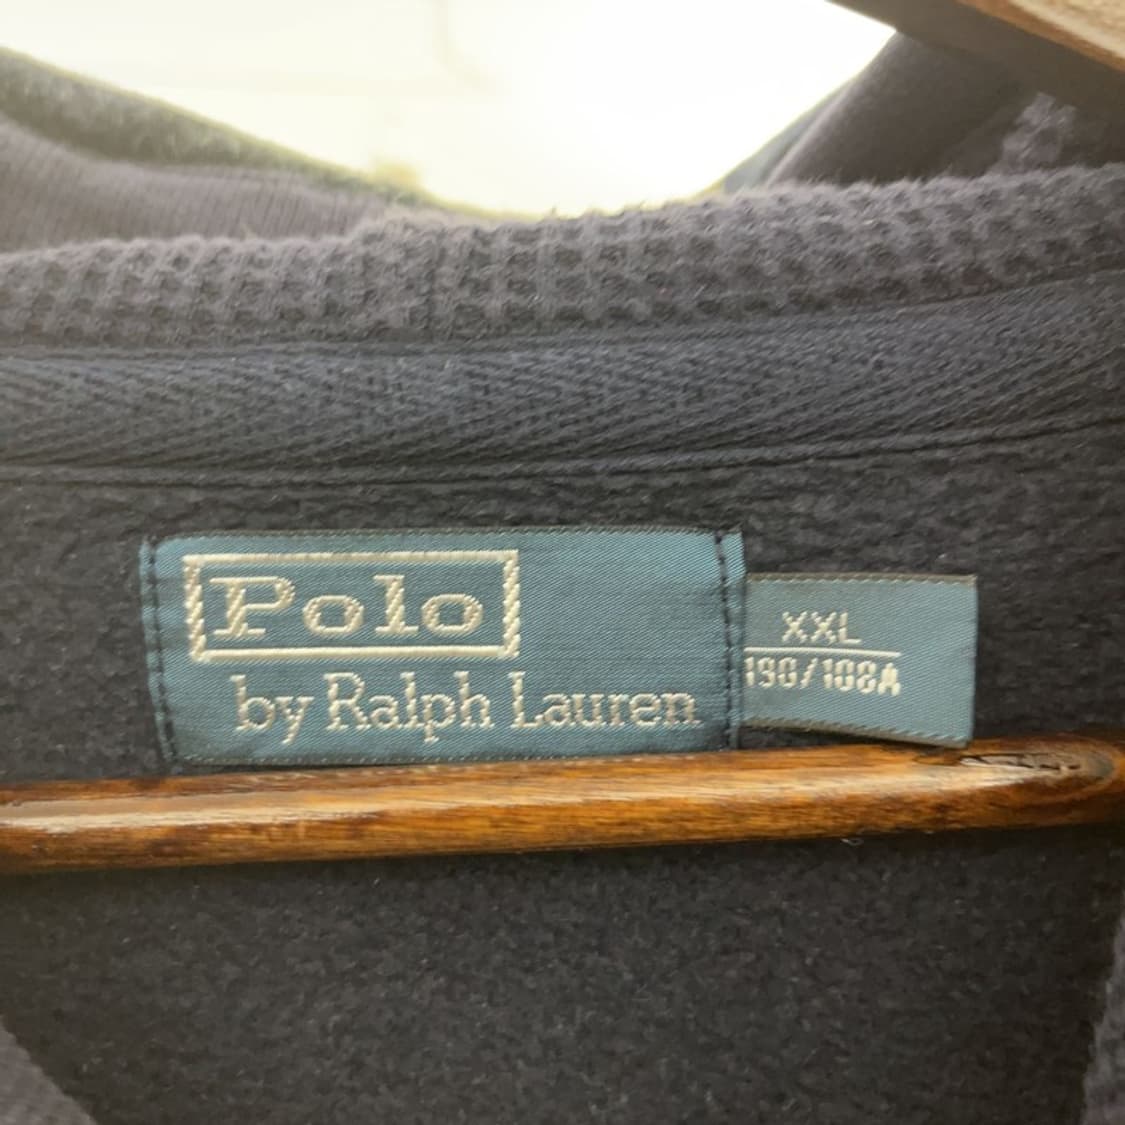 Polo
by Ralph Lauren
XXL
190/108A